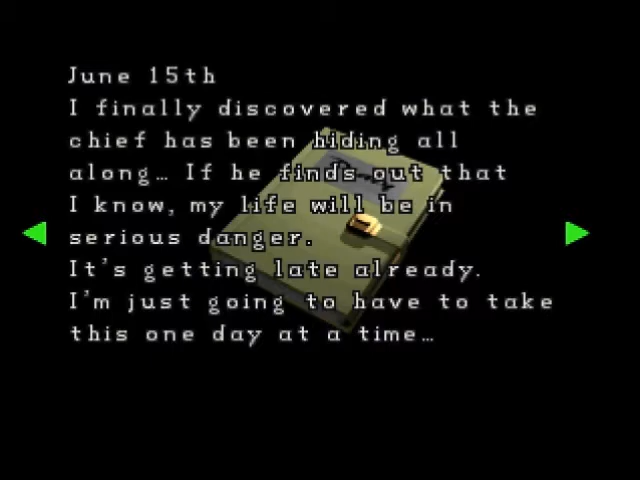 June 15th
I finally discovered what the
chief has been hiding all
along… If he finds out that
I know, my life will be in
serious danger.
It's getting late already.
I'm just going to have to take
this one day at a time…